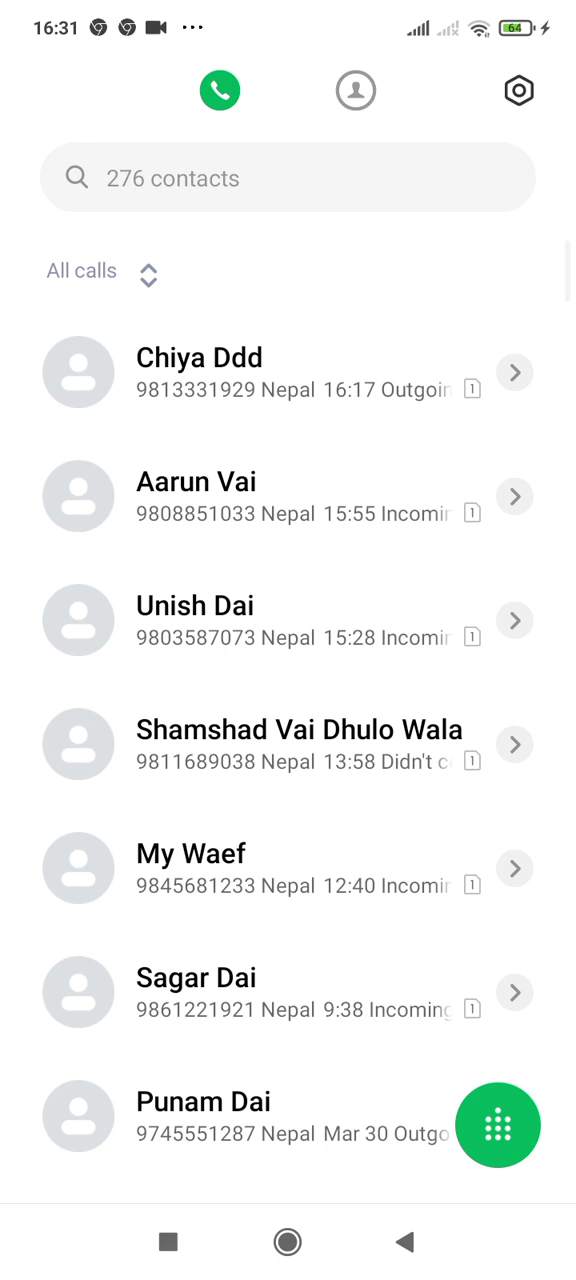 16:31 64
276 contacts
All calls
Chiya Ddd
9813331929 Nepal 16:17 Outgoin 1
Aarun Vai
9808851033 Nepal 15:55 Incomin 1
Unish Dai
9803587073 Nepal 15:28 Incomin 1
Shamshad Vai Dhulo Wala
9811689038 Nepal 13:58 Didn't c 1
My Waef
9845681233 Nepal 12:40 Incomin 1
Sagar Dai
9861221921 Nepal 9:38 Incoming 1
Punam Dai
9745551287 Nepal Mar 30 Outgo